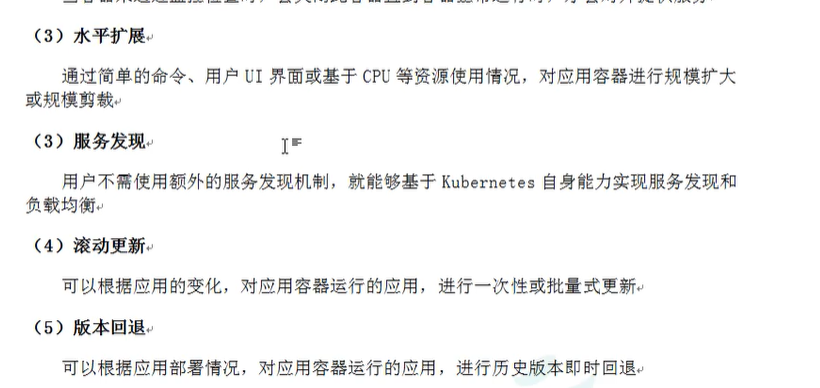 （3）水平扩展
通过简单的命令、用户 UI 界面或基于 CPU 等资源使用情况，对应用容器进行规模扩大
或规模剪裁
（3）服务发现
用户不需使用额外的服务发现机制，就能够基于 Kubernetes 自身能力实现服务发现和
负载均衡
（4）滚动更新
可以根据应用的变化，对应用容器运行的应用，进行一次性或批量式更新
（5）版本回退
可以根据应用部署情况，对应用容器运行的应用，进行历史版本即时回退